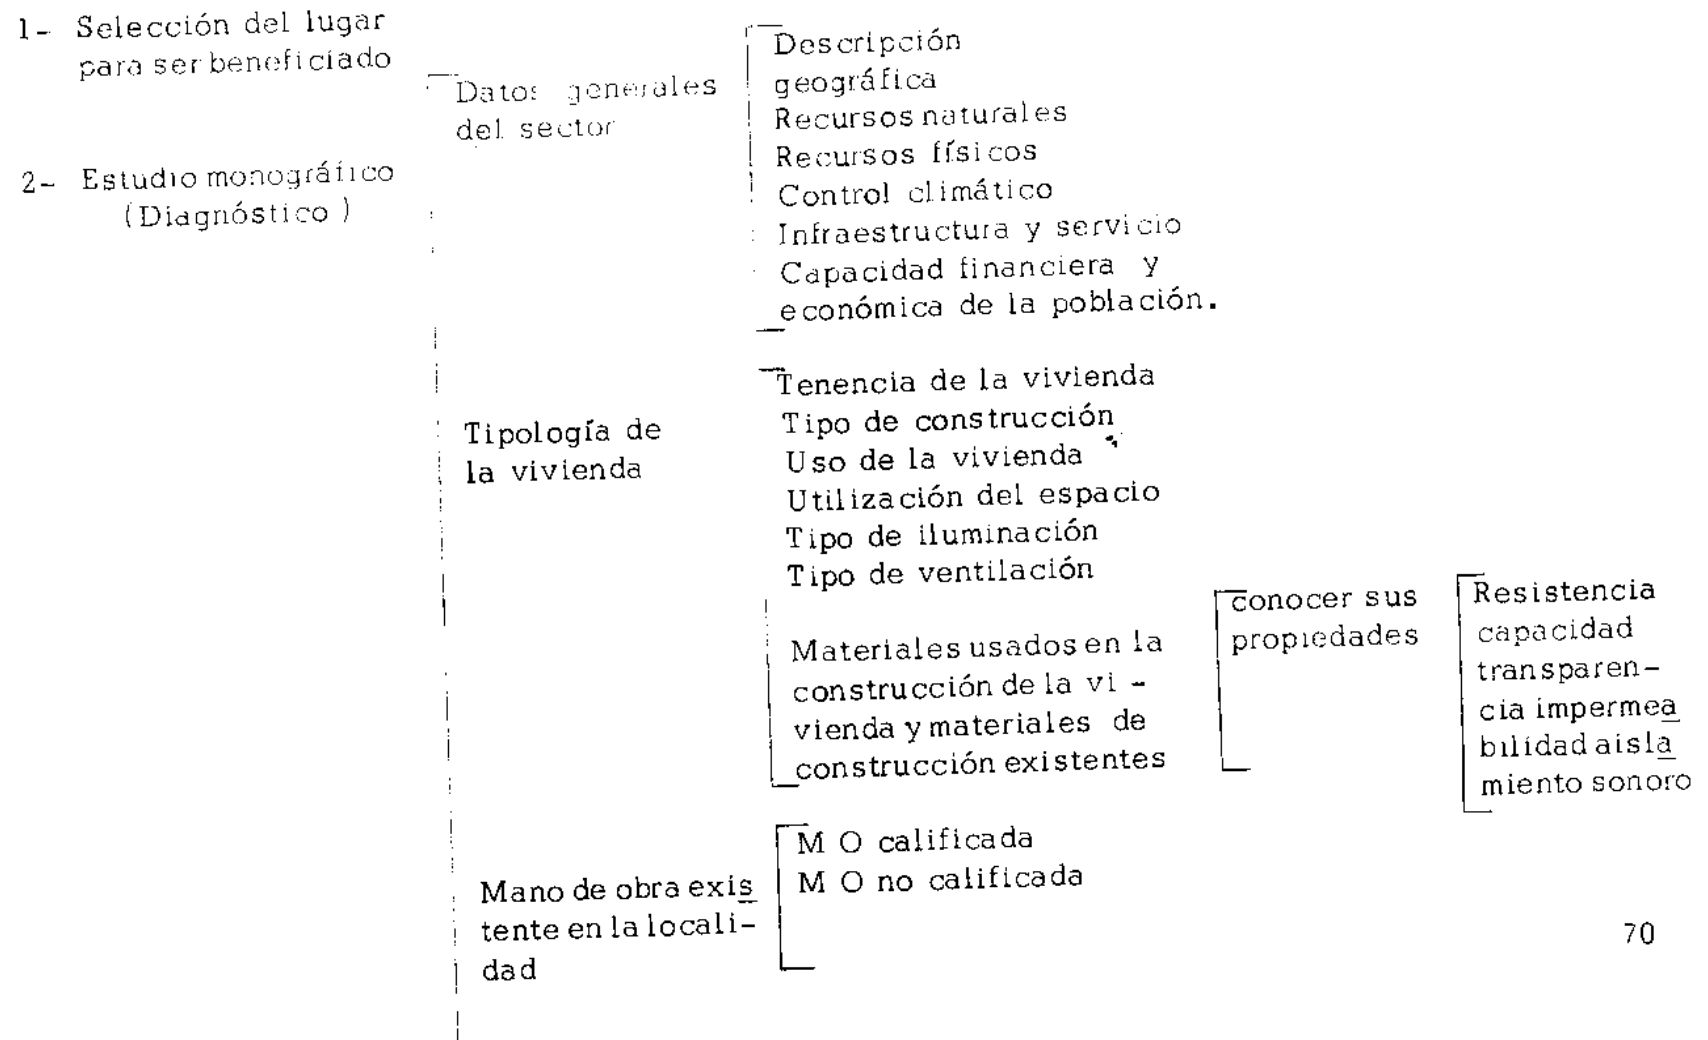 1- Selección del lugar
para ser beneficiado
2- Estudio monográfico
(Diagnóstico)
Datos generales
del sector
Descripción
geográfica
Recursos naturales
Recursos físicos
Control climático
Infraestructura y servicio
Capacidad financiera y
económica de la población.
Tipología de
la vivienda
Tenencia de la vivienda
Tipo de construcción
Uso de la vivienda
Utilización del espacio
Tipo de iluminación
Tipo de ventilación
Materiales usados en la
construcción de la vi -
vienda y materiales de
construcción existentes
conocer sus
propiedades
Resistencia
capacidad
transparen-
cia impermea
bilidad aisla
miento sonoro
Mano de obra exis
tente en la locali-
dad
M O calificada
M O no calificada
70